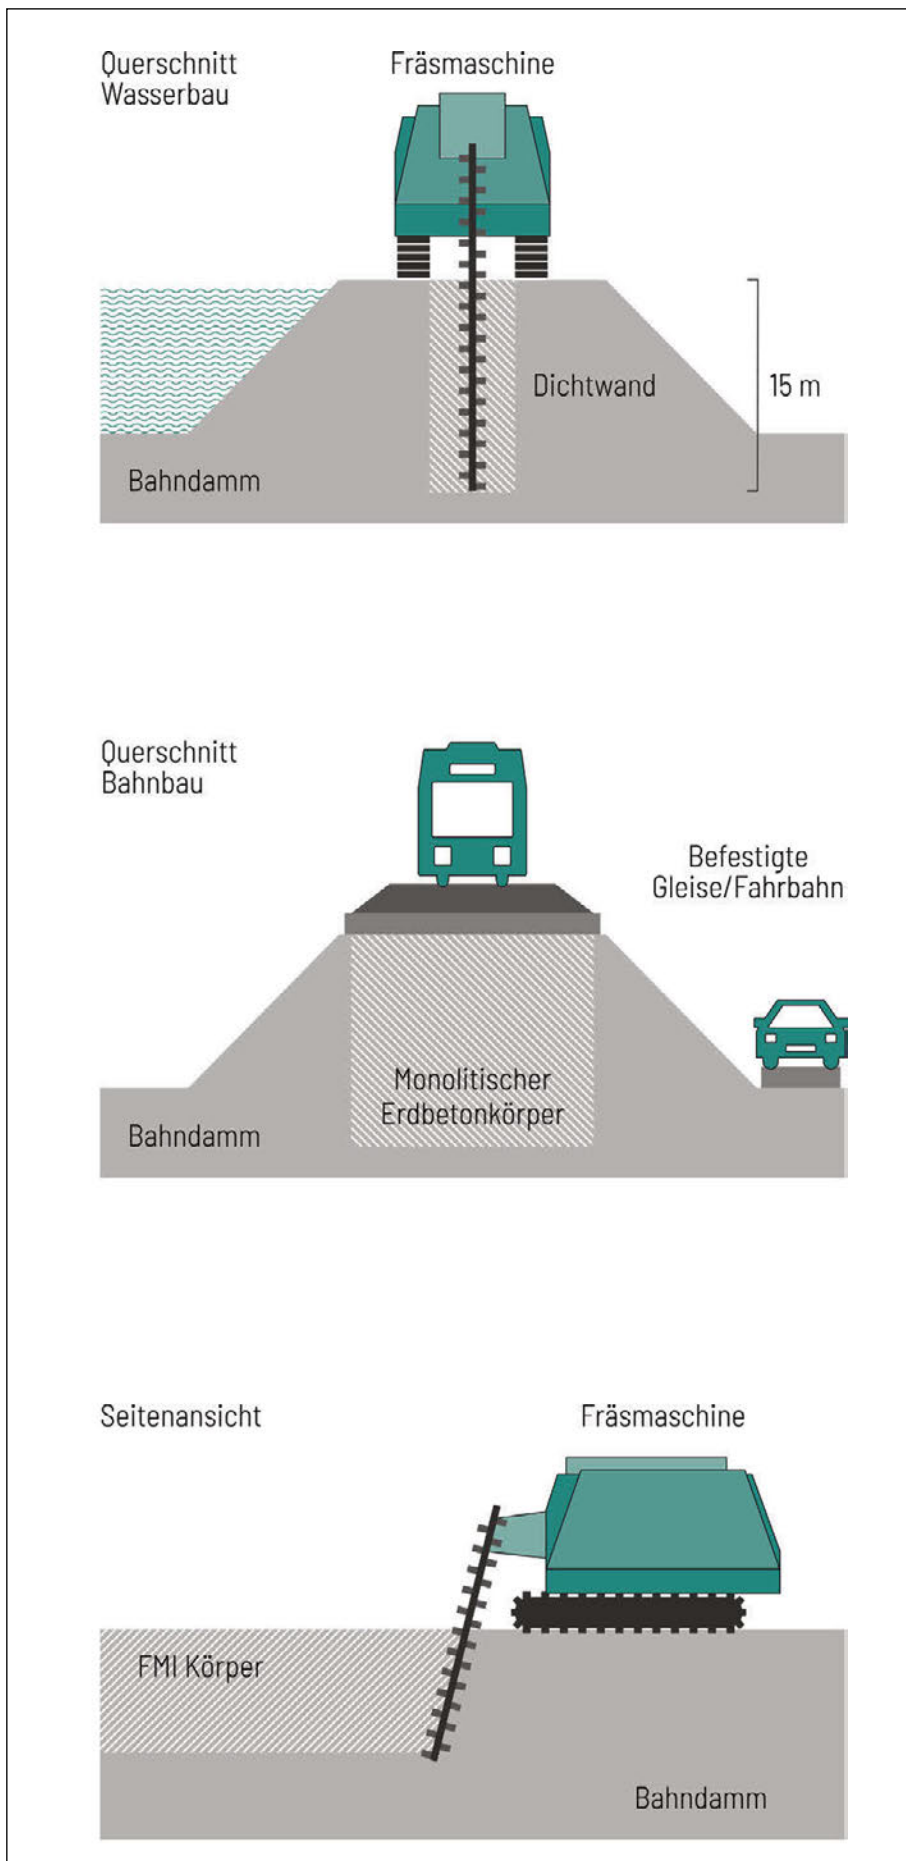 Querschnitt
Wasserbau
Fräsmaschine
Dichtwand
15 m
Bahndamm
Querschnitt
Bahnbau
Befestigte
Gleise/Fahrbahn
Monolitischer
Erdbetonkörper
Bahndamm
Seitenansicht
Fräsmaschine
FMI Körper
Bahndamm